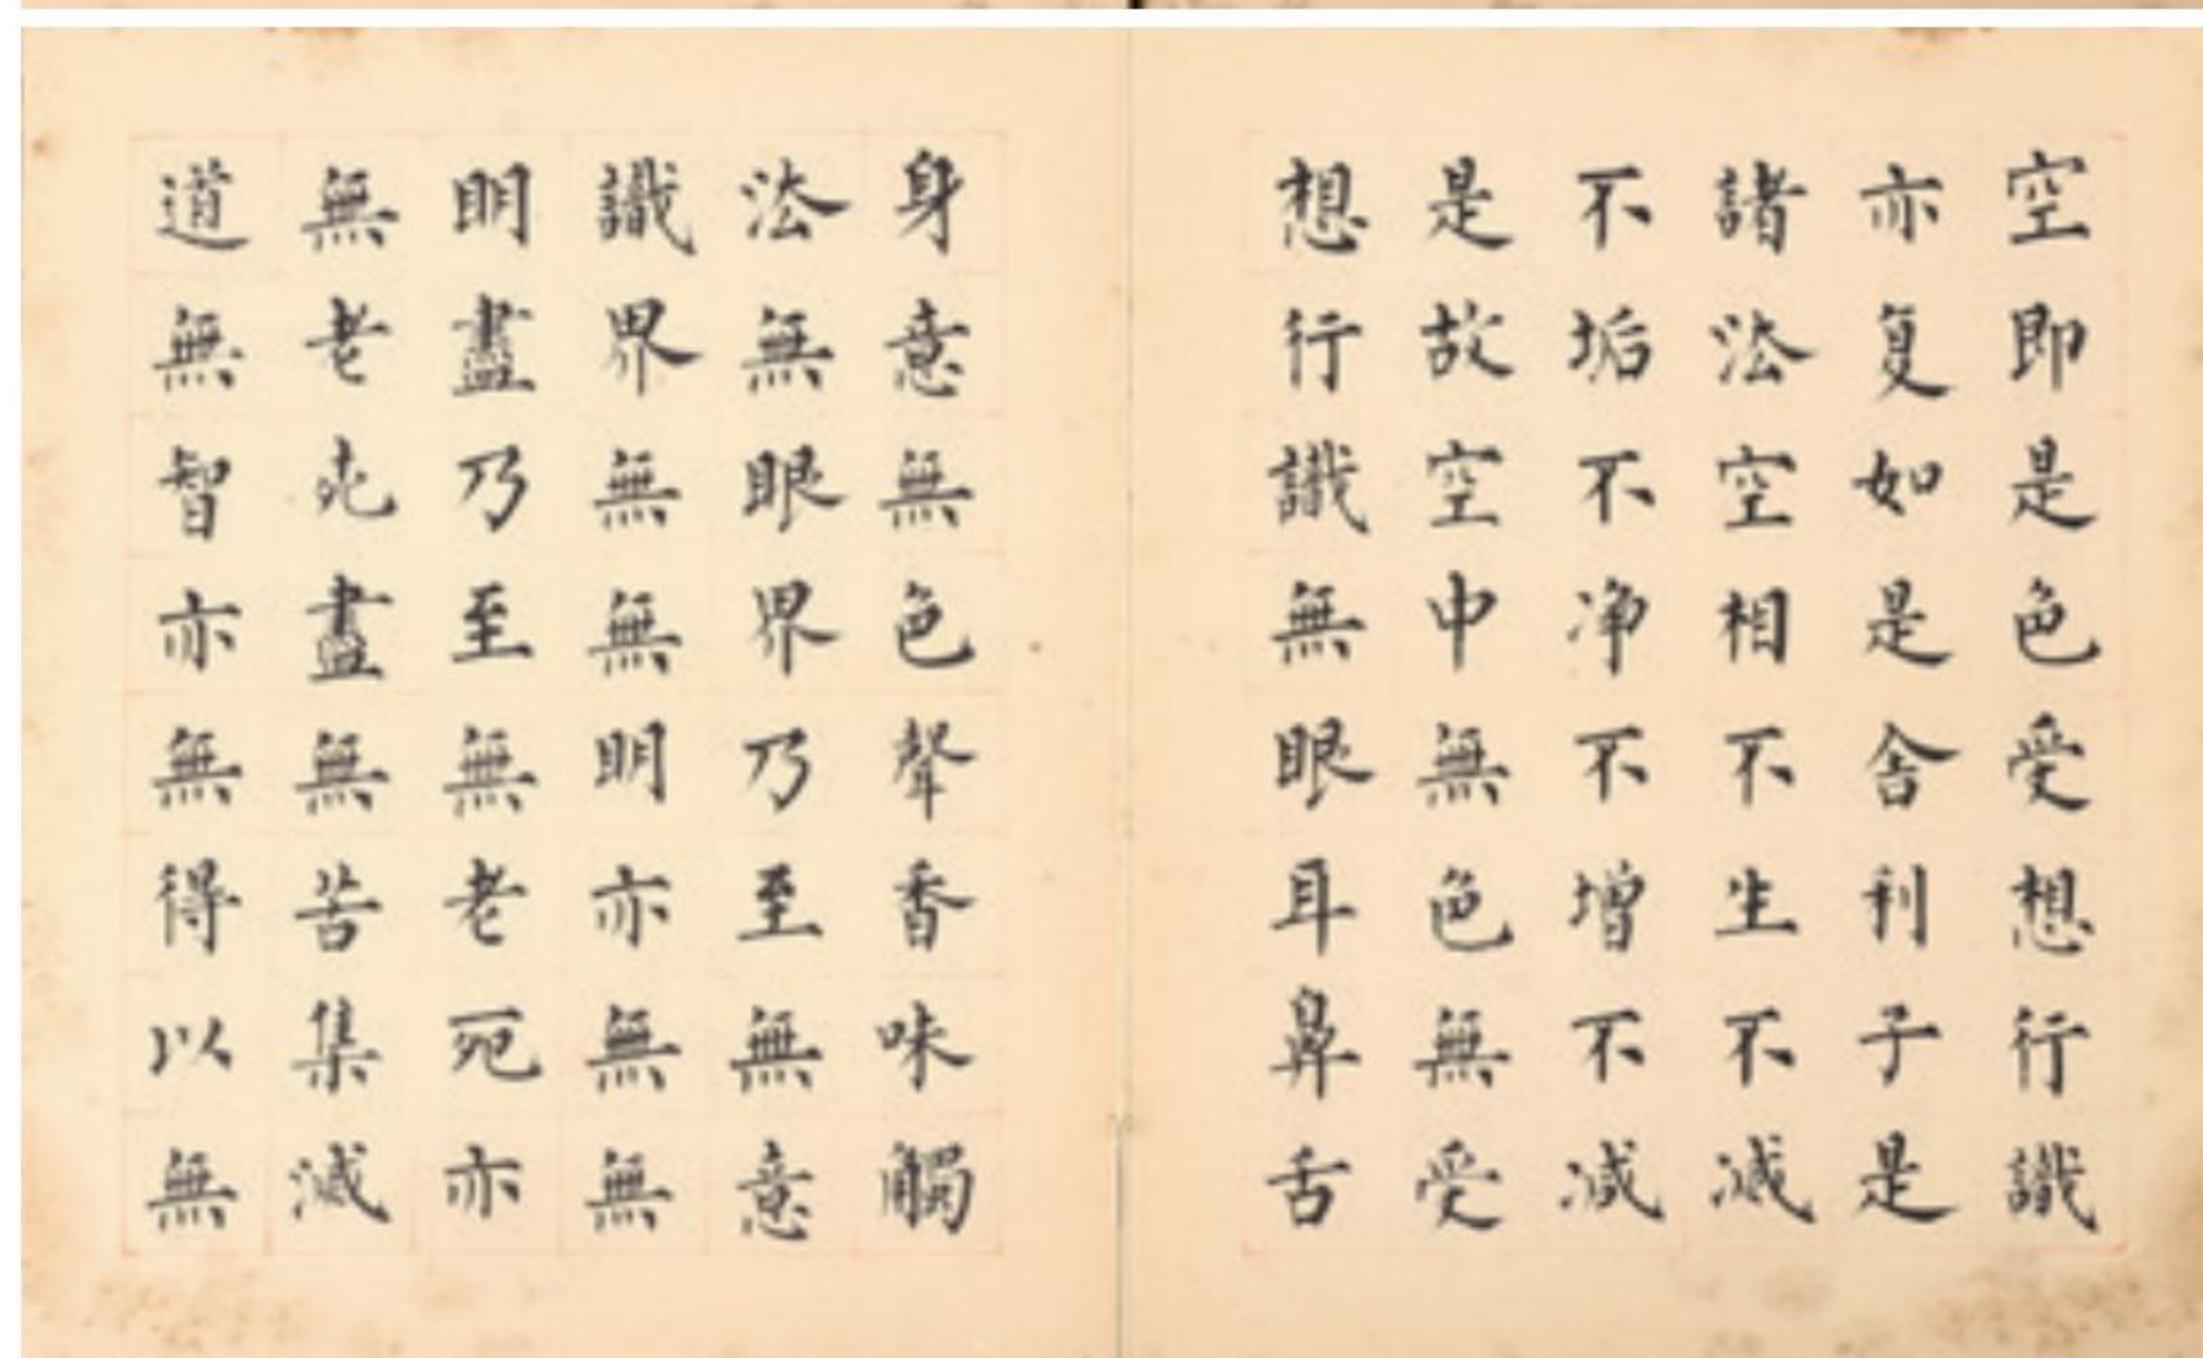 空即是色受想行識
亦复如是舎利子是
諸法空相不生不滅
不垢不净不增不减
是故空中無色無受
想行識無眼耳鼻舌
身意無色聲香味觸
法無眼界乃至無意
識界無無明亦無無
明盡乃至無老死亦
無老死盡無苦集滅
道無智亦無得以無